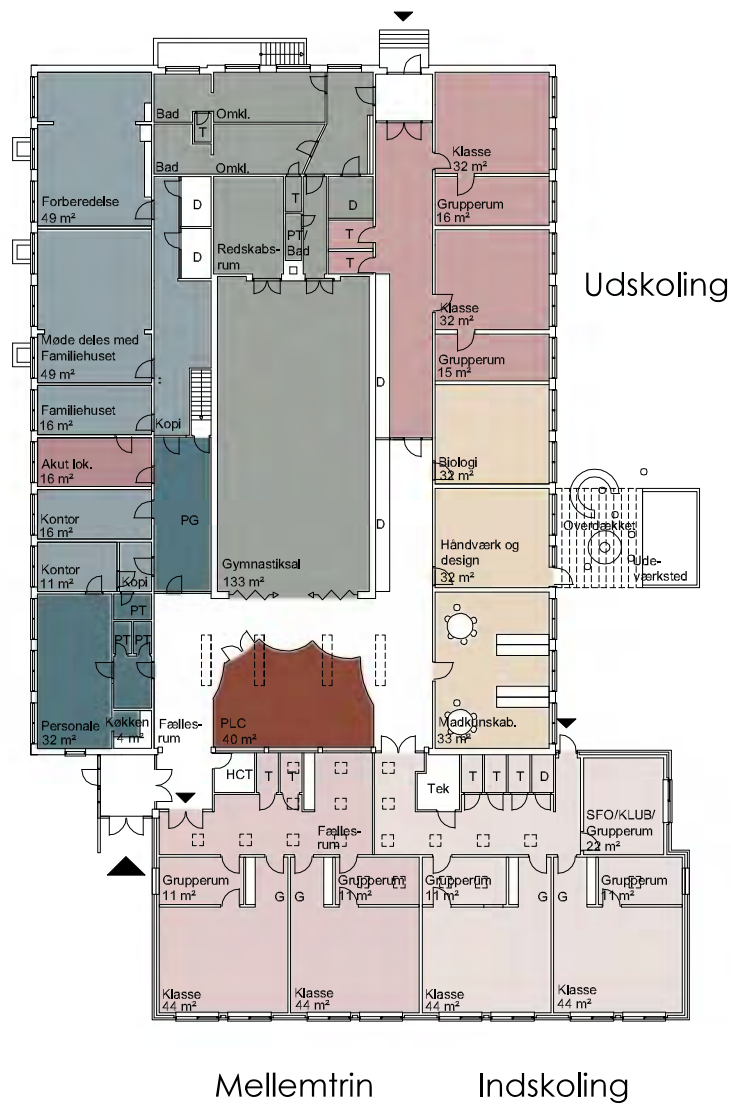 Bad
Omkl.
T
Bad
Omkl.
Klasse
32 m²
Forberedelse
49 m²
D
T
D
Grupperum
16 m²
D
Redskabs-
rum
PT/
Bad
T
T
Udskoling
Klasse
32 m²
Møde deles med
Familiehuset
49 m²
Grupperum
15 m²
D
Familiehuset
16 m²
Kopi
Akut lok.
16 m²
Biologi
32 m²
Kontor
16 m²
PG
D
Overdækket
Håndværk og
design
32 m²
Ude-
værksted
Gymnastiksal
133 m²
Kontor
11 m²
Kopi
PT
PT
PT
Personale
32 m²
Køkken
4 m²
Fælles-
rum
PLC
40 m²
Madkunskab.
33 m²
HCT
T
T
Tek
T
T
T
D
Fælles-
rum
SFO/KLUB/
Grupperum
22 m²
Grupperum
11 m²
G
G
Grupperum
11 m²
Grupperum
11 m²
G
G
Grupperum
11 m²
Klasse
44 m²
Klasse
44 m²
Klasse
44 m²
Klasse
44 m²
Mellemtrin
Indskoling